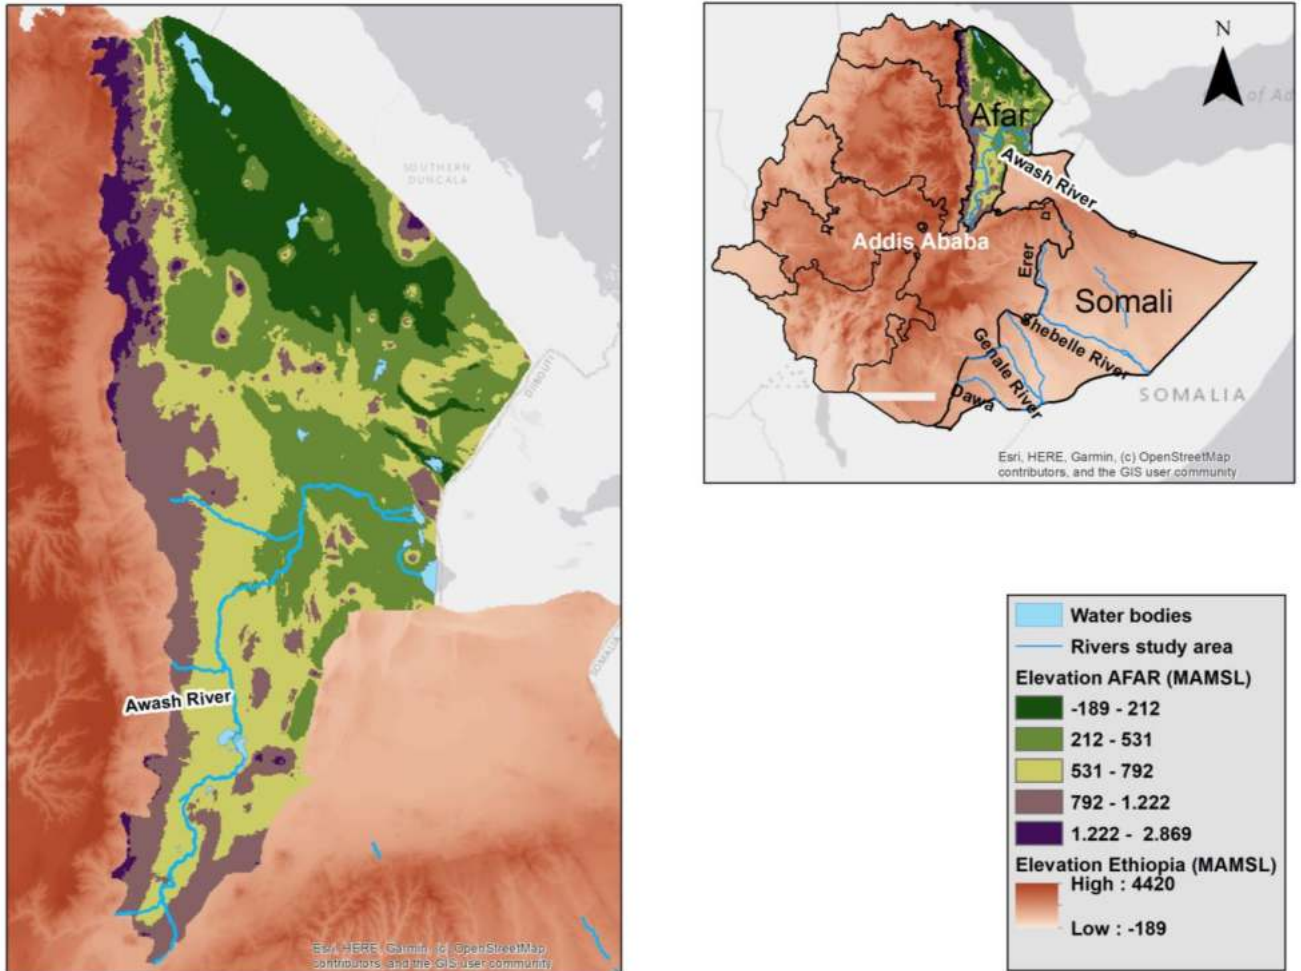 SOUTHERN
DUNCALA
DJIBOUTI
SOMALIA
Awash River
Esri, HERE, Garmin, (c) OpenStreetMap
contributors, and the GIS user community
N
Afar
Awash River
Addis Ababa
Erer
Somali
Shebelle River
Genale River
Dawa
SOMALIA
Esri, HERE, Garmin, (c) OpenStreetMap
contributors, and the GIS user community
Water bodies
Rivers study area
Elevation AFAR (MAMSL)
-189 - 212
212 - 531
531 - 792
792 - 1.222
1.222 - 2.869
Elevation Ethiopia (MAMSL)
High : 4420
Low : -189